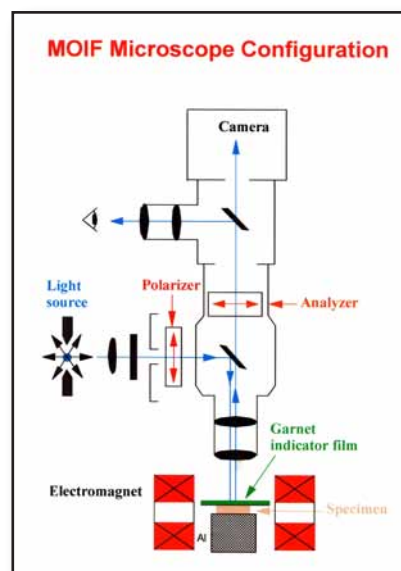 MOIF Microscope Configuration
Camera
Light
source
Polarizer
Analyzer
Garnet
indicator film
Electromagnet
Specimen
Al